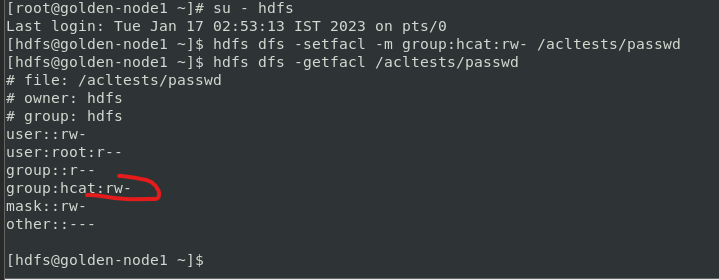 [root@golden-node1 ~]# su - hdfs
Last login: Tue Jan 17 02:53:13 IST 2023 on pts/0
[hdfs@golden-node1 ~]$ hdfs dfs -setfacl -m group:hcat:rw- /acltests/passwd
[hdfs@golden-node1 ~]$ hdfs dfs -getfacl /acltests/passwd
# file: /acltests/passwd
# owner: hdfs
# group: hdfs
user::rw-
user:root:r--
group::r--
group:hcat:rw-
mask::rw-
other::---
[hdfs@golden-node1 ~]$